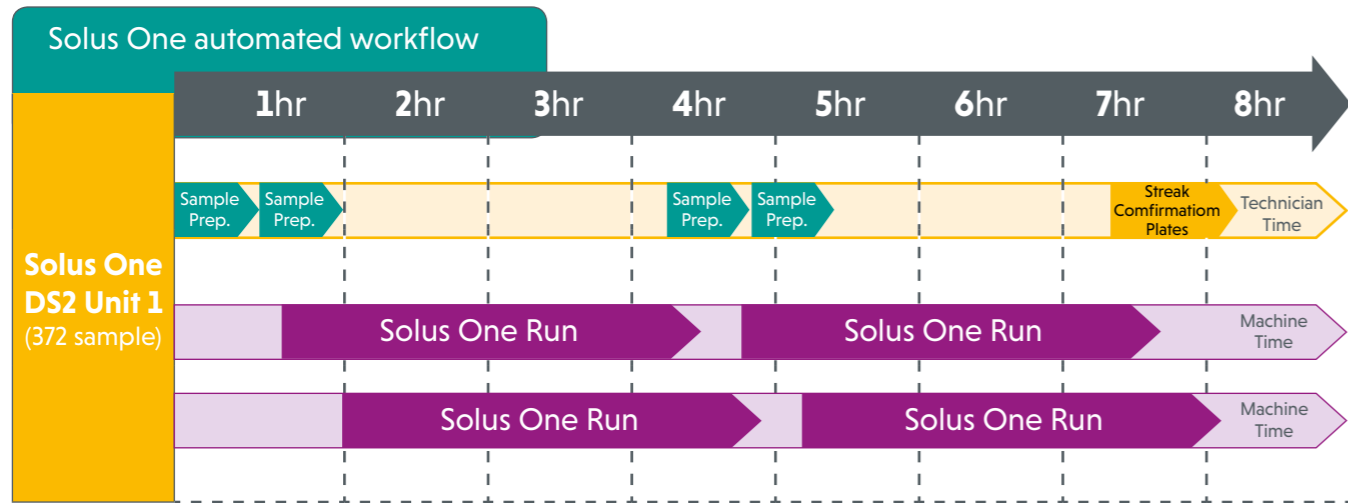 Solus One automated workflow
1hr 2hr 3hr 4hr 5hr 6hr 7hr 8hr
Solus One
DS2 Unit 1
(372 sample)
Sample
Prep.
Sample
Prep.
Sample
Prep.
Sample
Prep.
Streak
Comfirmatiom
Plates
Technician
Time
Solus One Run
Solus One Run
Machine
Time
Solus One Run
Solus One Run
Machine
Time